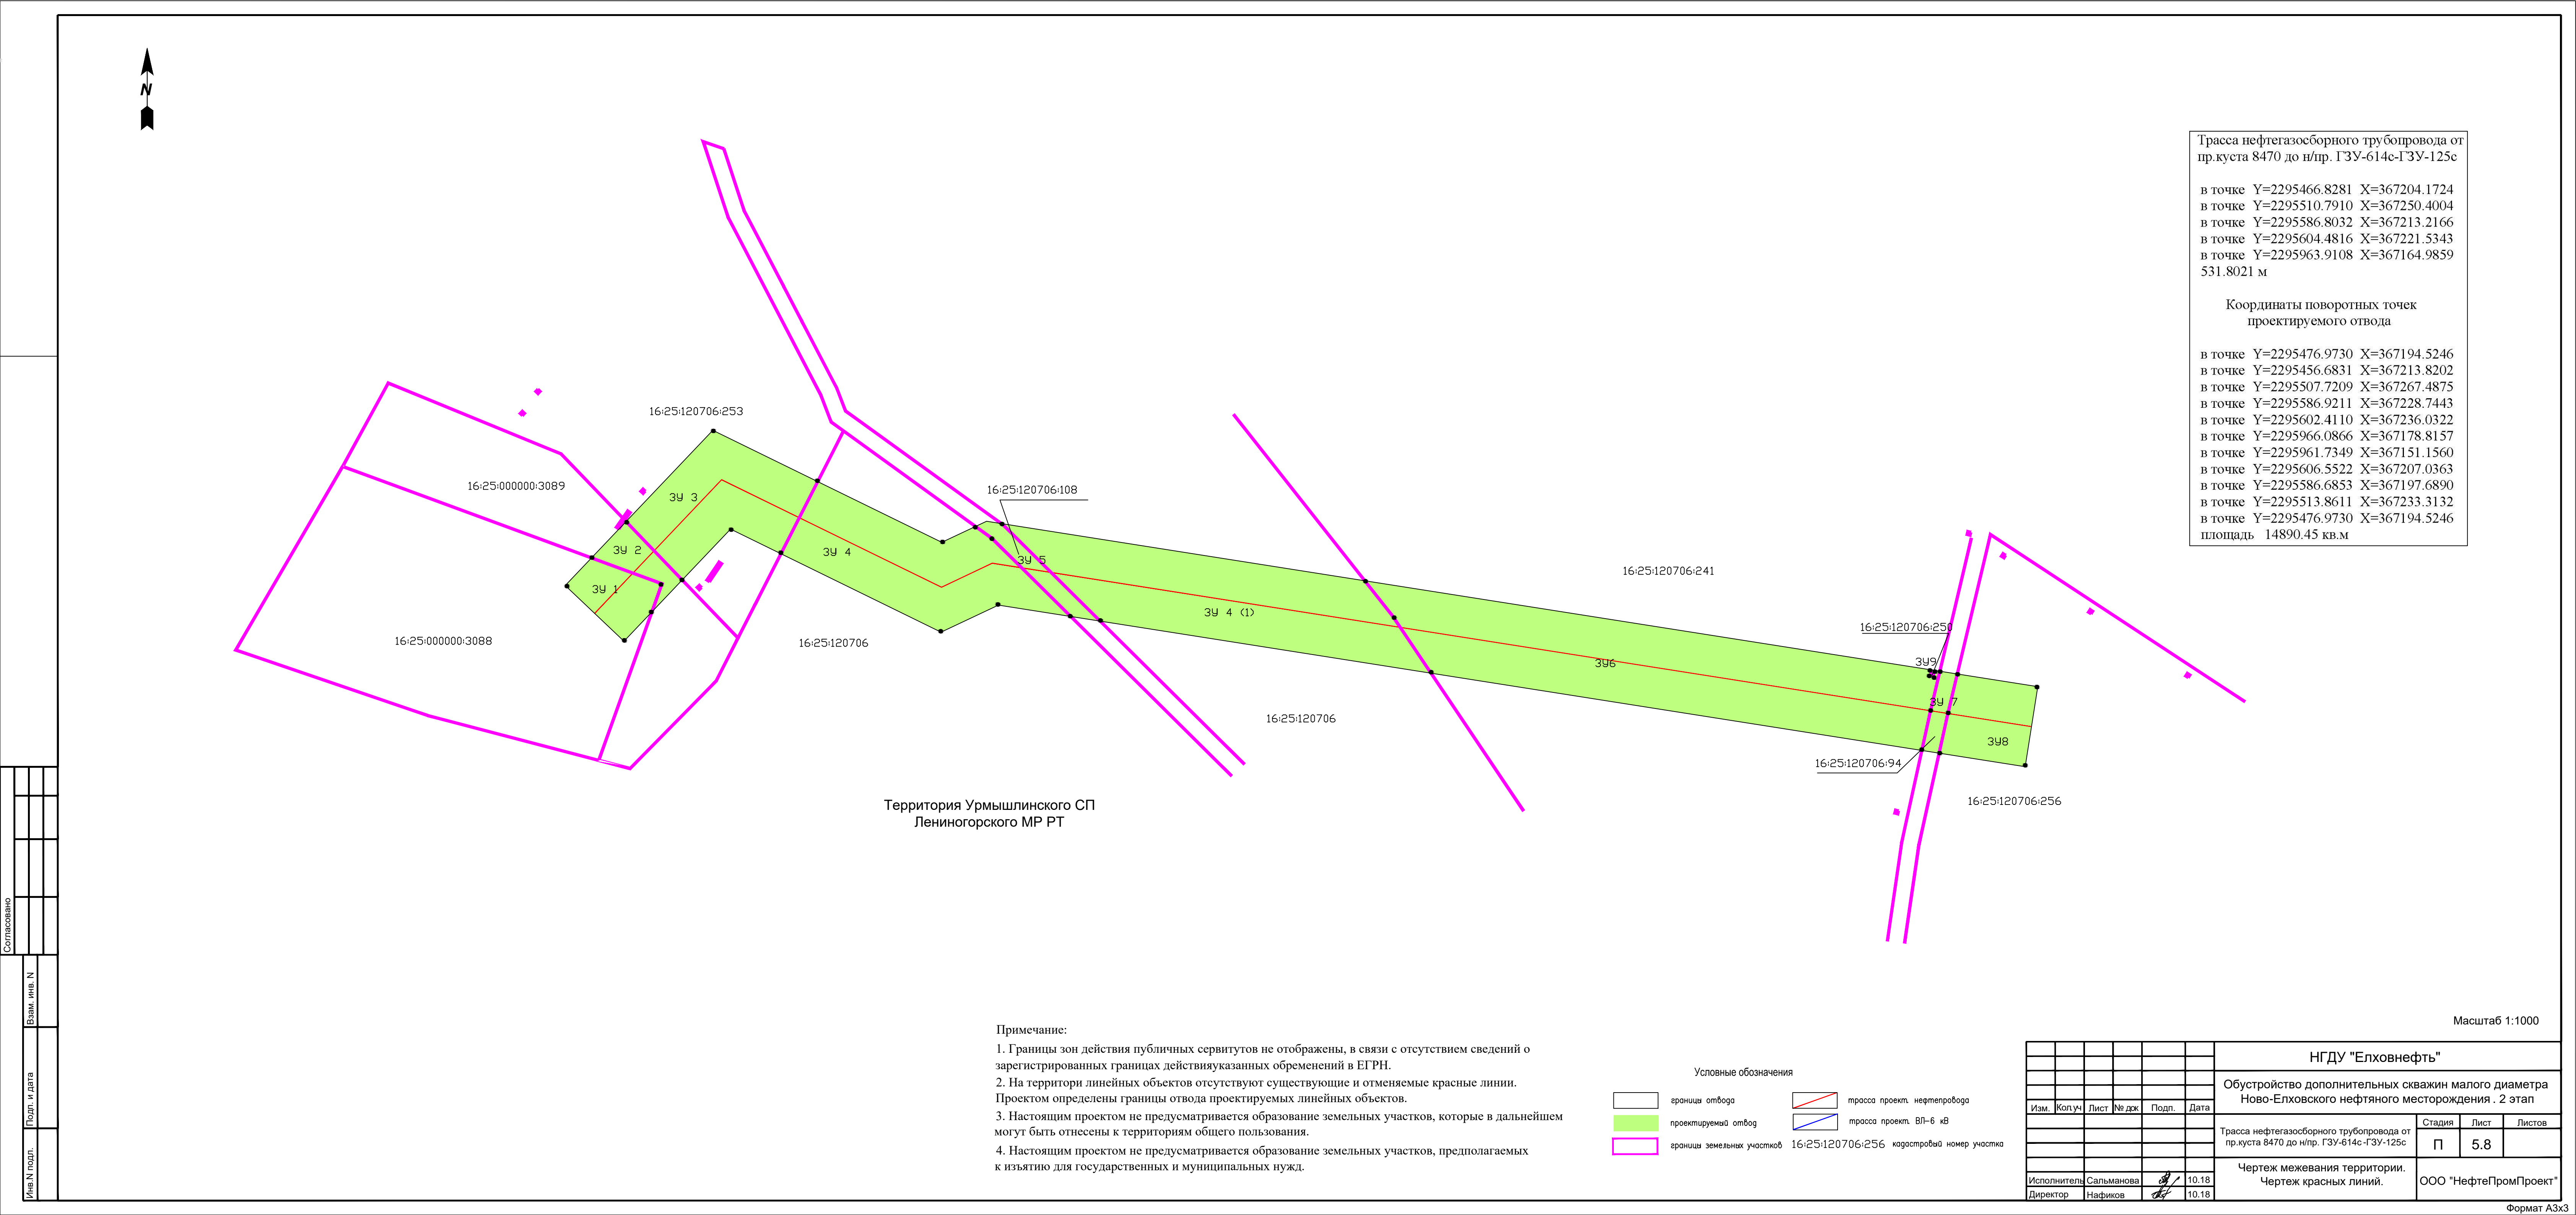 N
Трасса нефтегазосборного трубопровода от
пр.куста 8470 до н/пр. ГЗУ-614с-ГЗУ-125с
в точке Y=2295466.8281 X=367204.1724
в точке Y=2295510.7910 X=367250.4004
в точке Y=2295586.8032 X=367213.2166
в точке Y=2295604.4816 X=367221.5343
в точке Y=2295963.9108 X=367164.9859
531.8021 м
Координаты поворотных точек
проектируемого отвода
в точке Y=2295476.9730 X=367194.5246
в точке Y=2295456.6831 X=367213.8202
в точке Y=2295507.7209 X=367267.4875
в точке Y=2295586.9211 X=367228.7443
в точке Y=2295602.4110 X=367236.0322
в точке Y=2295966.0866 X=367178.8157
в точке Y=2295961.7349 X=367151.1560
в точке Y=2295606.5522 X=367207.0363
в точке Y=2295586.6853 X=367197.6890
в точке Y=2295513.8611 X=367233.3132
в точке Y=2295476.9730 X=367194.5246
площадь 14890.45 кв.м
16:25:120706:253
16:25:000000:3089
16:25:120706:108
ЗУ 3
ЗУ 2
ЗУ 4
ЗУ 5
ЗУ 1
16:25:120706:241
ЗУ 4 (1)
16:25:120706:250
16:25:000000:3088
16:25:120706
ЗУ6
ЗУ9
ЗУ 7
16:25:120706
ЗУ8
16:25:120706:94
16:25:120706:256
Территория Урмышлинского СП
Лениногорского МР РТ
Примечание:
1. Границы зон действия публичных сервитутов не отображены, в связи с отсутствием сведений о
зарегистрированных границах действияуказанных обременений в ЕГРН.
2. На территори линейных объектов отсутствуют существующие и отменяемые красные линии.
Проектом определены границы отвода проектируемых линейных объектов.
3. Настоящим проектом не предусматривается образование земельных участков, которые в дальнейшем
могут быть отнесены к территориям общего пользования.
4. Настоящим проектом не предусматривается образование земельных участков, предполагаемых
к изъятию для государственных и муниципальных нужд.
Условные обозначения
границы отвода
трасса проект. нефтепровода
проектируемый отвод
трасса проект. ВЛ-6 кВ
границы земельных участков
16:25:120706:256 кадастровый номер участка
Масштаб 1:1000
НГДУ "Елховнефть"
Обустройство дополнительных скважин малого диаметра
Ново-Елховского нефтяного месторождения . 2 этап
Изм. Кол.уч Лист № док Подп. Дата
Трасса нефтегазосборного трубопровода от
пр.куста 8470 до н/пр. ГЗУ-614с-ГЗУ-125с
Стадия Лист Листов
П 5.8
Чертеж межевания территории.
Чертеж красных линий.
ООО "НефтеПромПроект"
Исполнитель Сальманова 10.18
Директор Нафиков 10.18
Формат А3х3
Согласовано
Взам. инв. N
Подп. и дата
Инв.N подл.